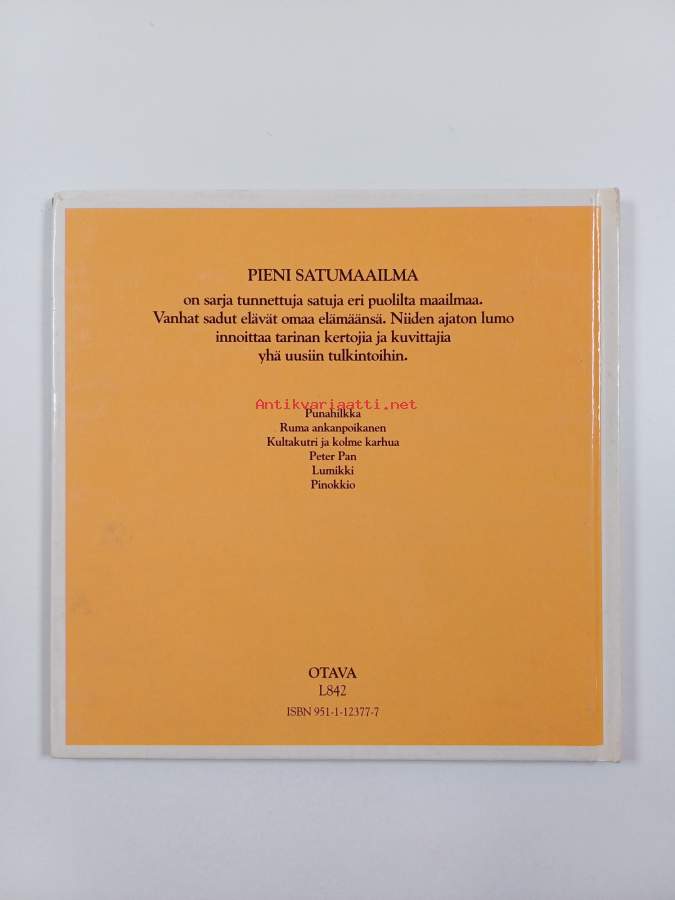 PIENI SATUMAAILMA
on sarja tunnettuja satuja eri puolilta maailmaa.
Vanhat sadut elävät omaa elämäänsä. Niiden ajaton lumo
innoittaa tarinan kertojia ja kuvittajia
yhä uusiin tulkintoihin.
Antikvariaatti.net
Punahilkka
Ruma ankanpoikanen
Kultakutri ja kolme karhua
Peter Pan
Lumikki
Pinokkio
OTAVA
L842
ISBN 951-1-12377-7